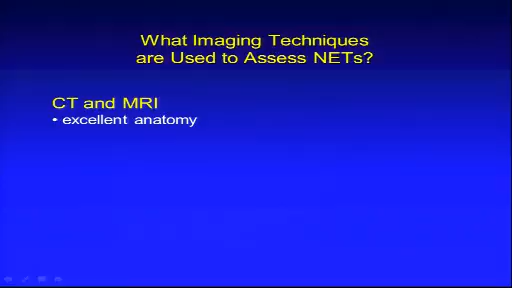 What Imaging Techniques
are Used to Assess NETs?
CT and MRI
• excellent anatomy